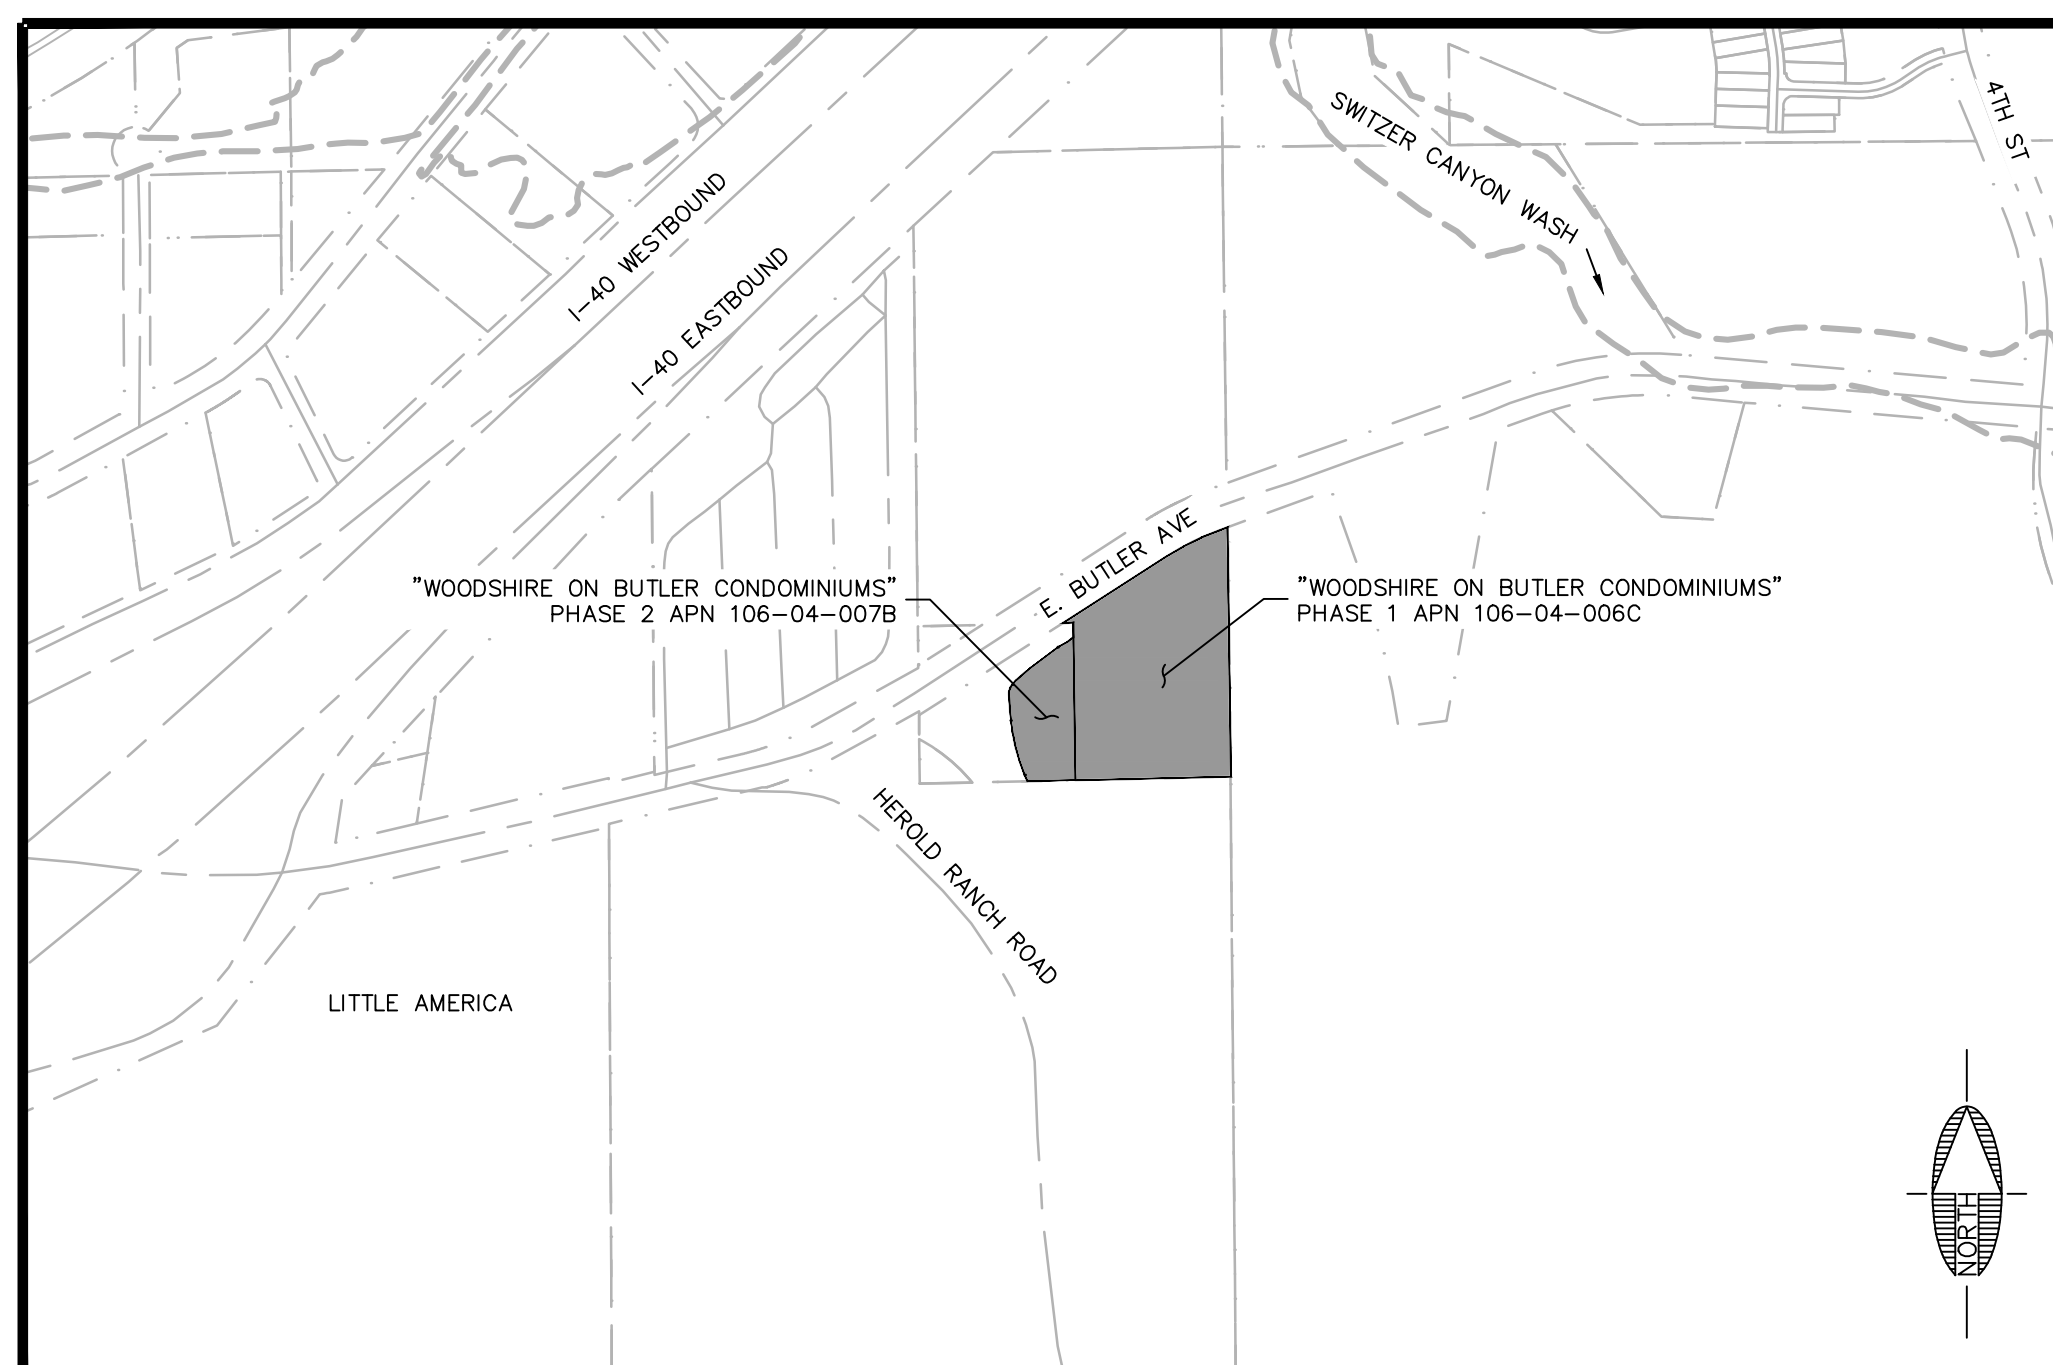 4TH ST
SWITZER CANYON WASH
I-40 WESTBOUND
I-40 EASTBOUND
E. BUTLER AVE
"WOODSHIRE ON BUTLER CONDOMINIUMS"
PHASE 2 APN 106-04-007B
"WOODSHIRE ON BUTLER CONDOMINIUMS"
PHASE 1 APN 106-04-006C
HEROLD RANCH ROAD
LITTLE AMERICA
NORTH